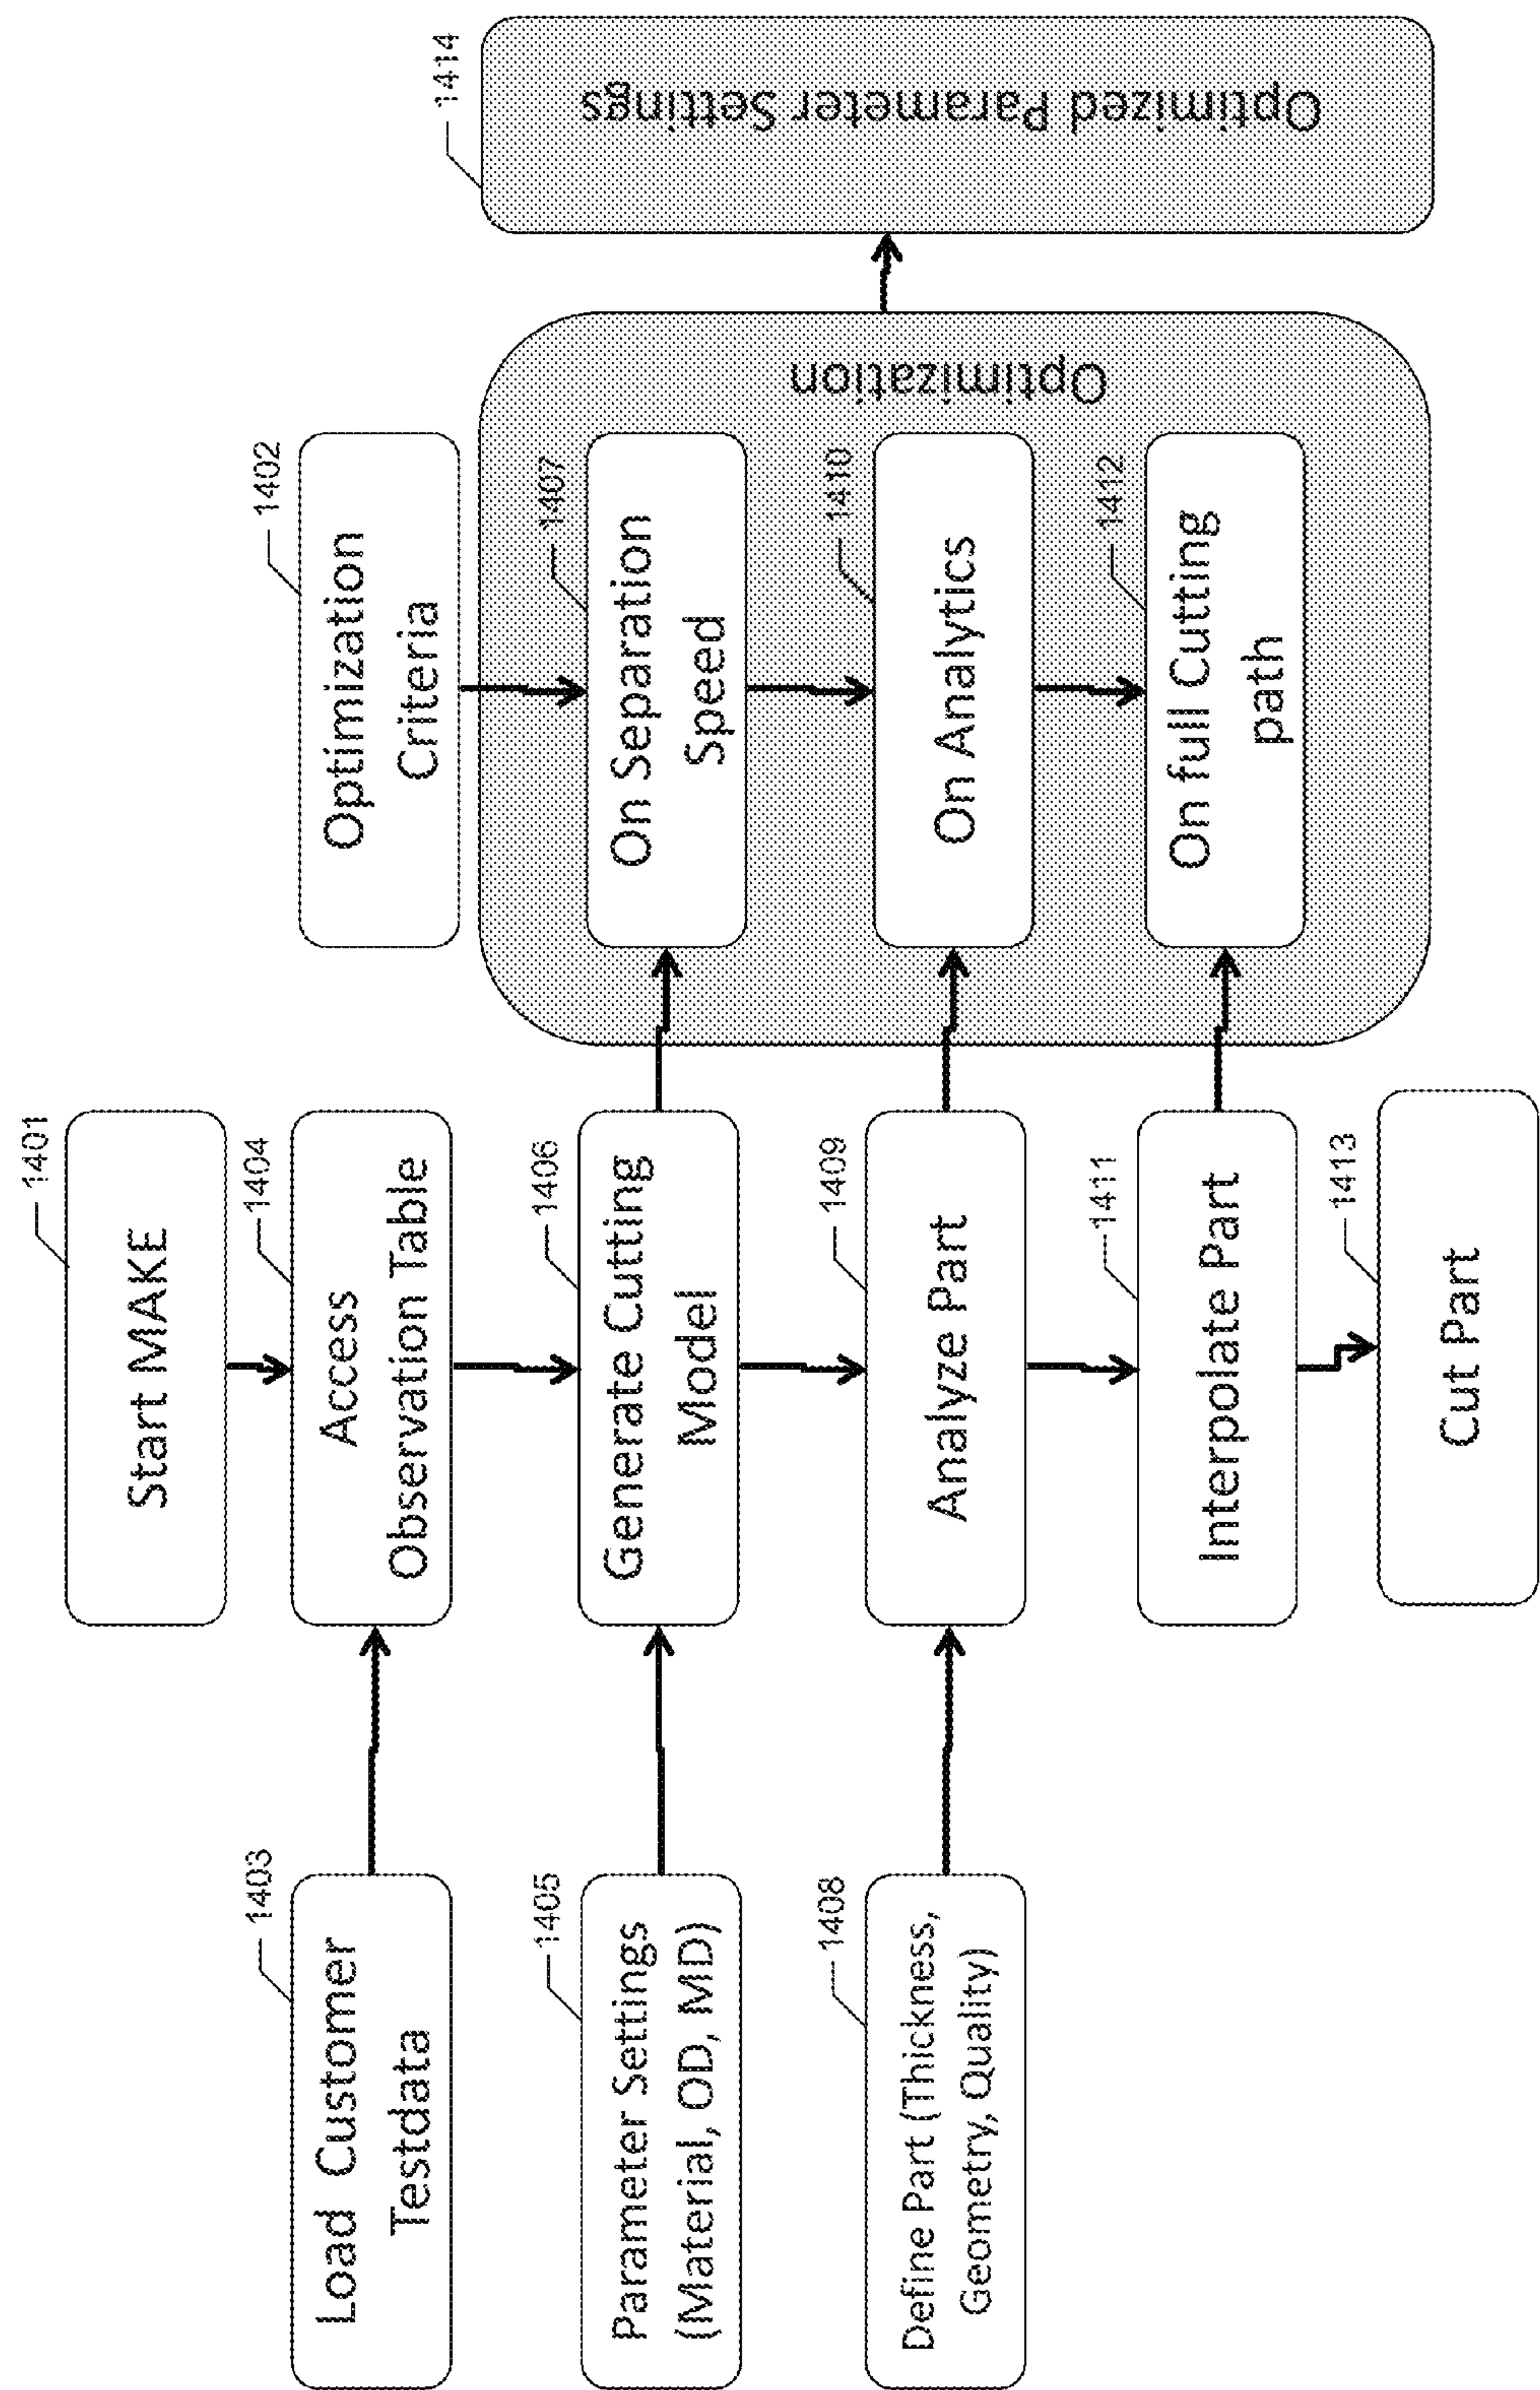 1401
Start MAKE
1403
Load Customer
Testdata
1404
Access
Observation Table
1402
Optimization
Criteria
1405
Parameter Settings
(Material, OD, MD)
1406
Generate Cutting
Model
1407
On Separation
Speed
1408
Define Part (Thickness,
Geometry, Quality)
1409
Analyze Part
1410
On Analytics
1411
Interpolate Part
1412
On full Cutting
path
1413
Cut Part
Optimization
1414
Optimized Parameter Settings